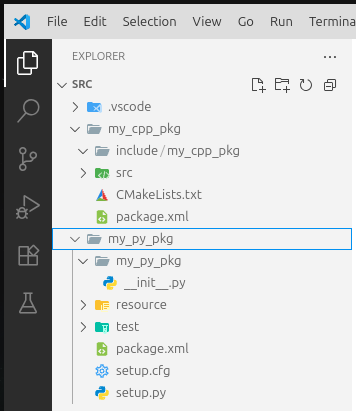 File Edit Selection View Go Run Termina
EXPLORER
SRC
.vscode
my_cpp_pkg
include/my_cpp_pkg
src
CMakeLists.txt
package.xml
my_py_pkg
my_py_pkg
__init__.py
resource
test
package.xml
setup.cfg
setup.py